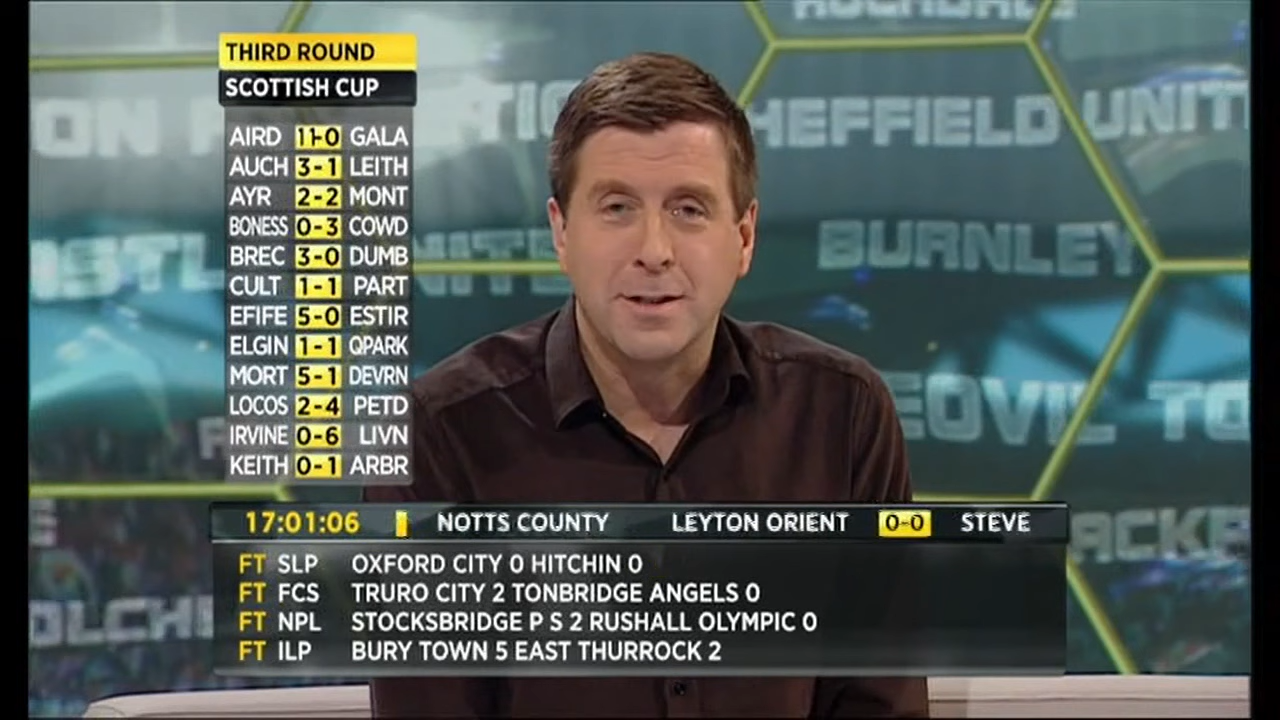 THIRD ROUND
SCOTTISH CUP
AIRD 11-0 GALA
AUCH 3-1 LEITH
AYR 2-2 MONT
BONESS 0-3 COWD
BREC 3-0 DUMB
CULT 1-1 PART
EFIFE 5-0 ESTIR
ELGIN 1-1 QPARK
MORT 5-1 DEVRN
LOCOS 2-4 PETD
IRVINE 0-6 LIVN
KEITH 0-1 ARBR
SHEFFIELD UNIT
BURNLEY
EOVIL TO
ACKP
OLCHE
17:01:06 NOTTS COUNTY LEYTON ORIENT 0-0 STEVE
FT SLP OXFORD CITY 0 HITCHIN 0
FT FCS TRURO CITY 2 TONBRIDGE ANGELS 0
FT NPL STOCKSBRIDGE P S 2 RUSHALL OLYMPIC 0
FT ILP BURY TOWN 5 EAST THURROCK 2